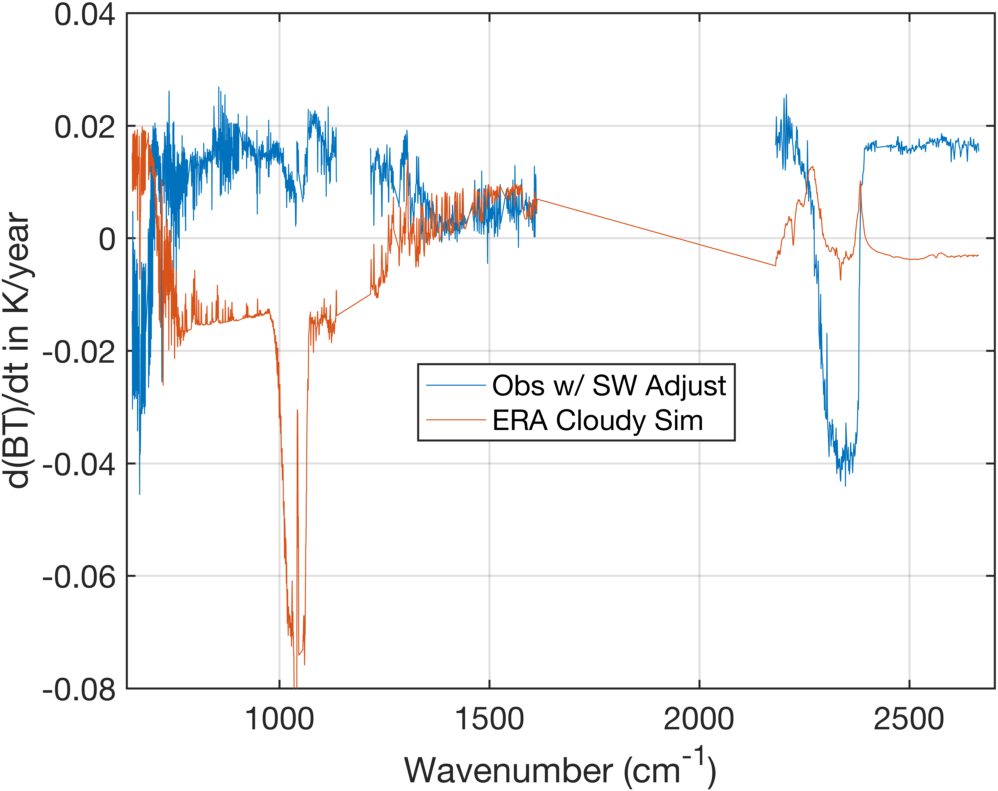 0.04
0.02
0
-0.02
-0.04
-0.06
-0.08
d(BT)/dt in K/year
Obs w/ SW Adjust
ERA Cloudy Sim
1000 1500 2000 2500
Wavenumber (cm⁻¹)